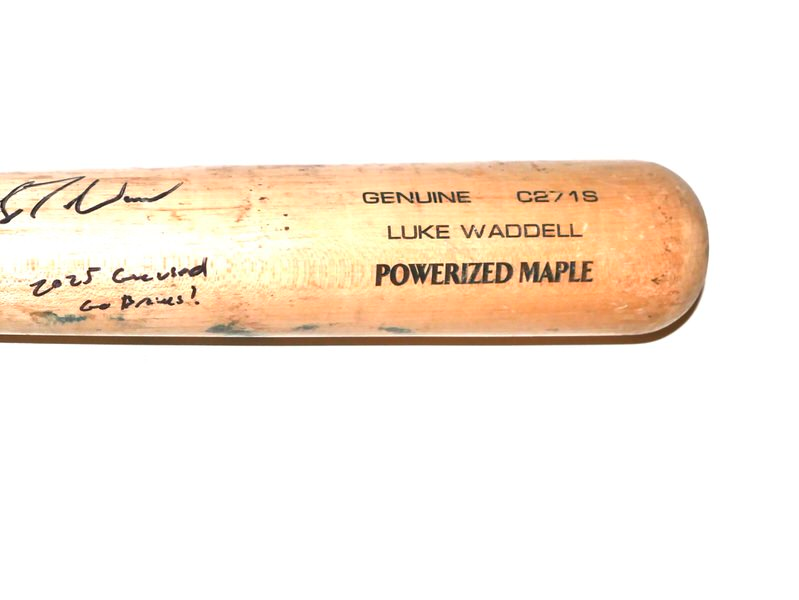 GENUINE C271S
LUKE WADDELL
POWERIZED MAPLE
2025
Go Braves!